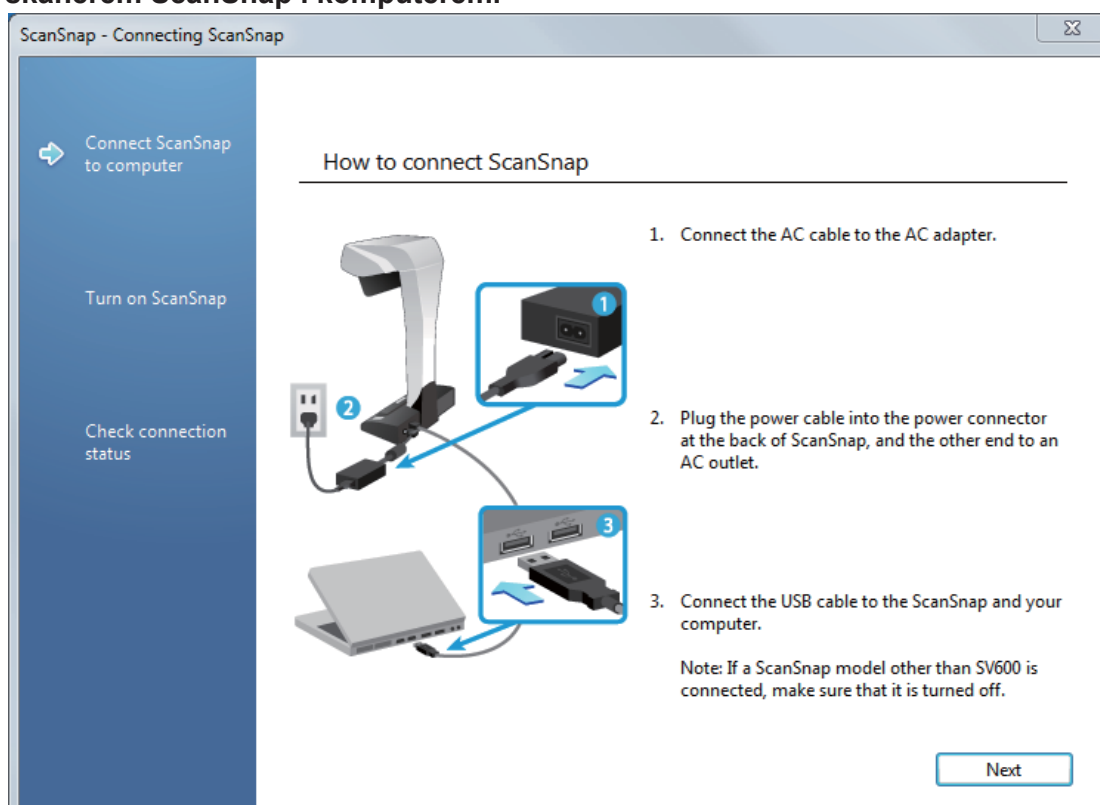 skanerem ScanSnap i komputerem.
ScanSnap - Connecting ScanSnap
Connect ScanSnap
to computer
Turn on ScanSnap
Check connection
status
How to connect ScanSnap
1. Connect the AC cable to the AC adapter.
2. Plug the power cable into the power connector
at the back of ScanSnap, and the other end to an
AC outlet.
3. Connect the USB cable to the ScanSnap and your
computer.
Note: If a ScanSnap model other than SV600 is
connected, make sure that it is turned off.
1
2
3
Next